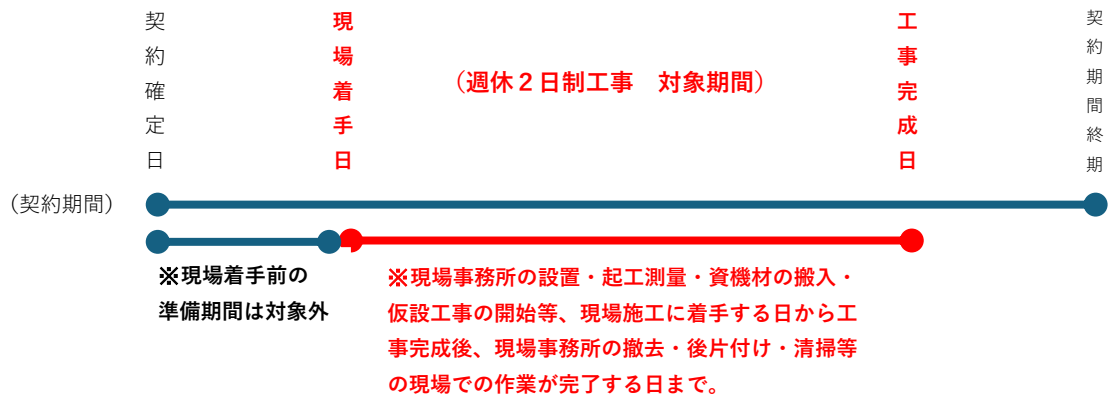 契約確定日
現場着手日
（週休２日制工事　対象期間）
工事完成日
契約期間終期
（契約期間）
※現場着手前の
準備期間は対象外
※現場事務所の設置・起工測量・資機材の搬入・
仮設工事の開始等、現場施工に着手する日から工
事完成後、現場事務所の撤去・後片付け・清掃等
の現場での作業が完了する日まで。